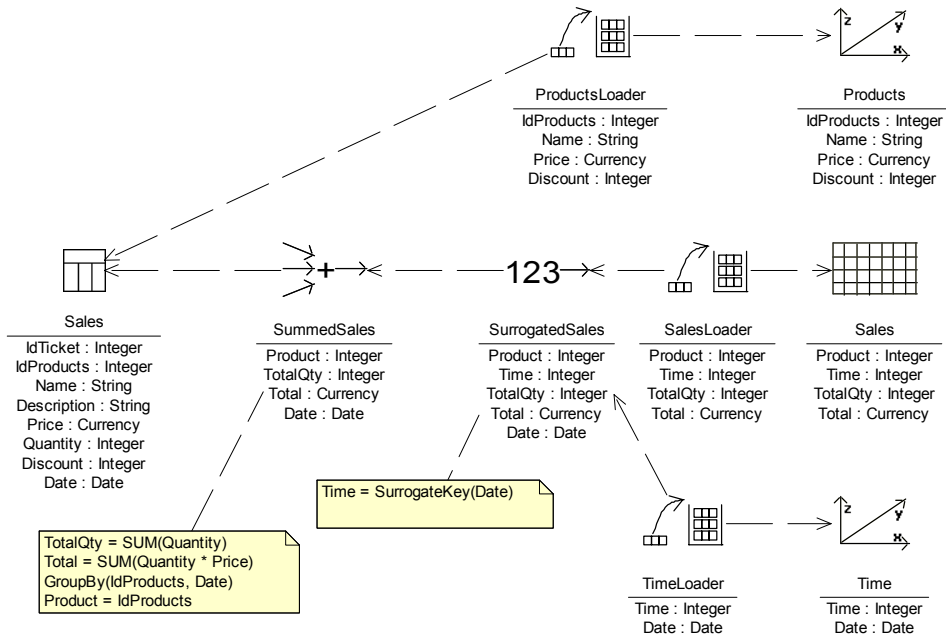 z
y
x
ProductsLoader
IdProducts : Integer
Name : String
Price : Currency
Discount : Integer
Products
IdProducts : Integer
Name : String
Price : Currency
Discount : Integer
+
123
Sales
IdTicket : Integer
IdProducts : Integer
Name : String
Description : String
Price : Currency
Quantity : Integer
Discount : Integer
Date : Date
SummedSales
Product : Integer
TotalQty : Integer
Total : Currency
Date : Date
SurrogatedSales
Product : Integer
Time : Integer
TotalQty : Integer
Total : Currency
Date : Date
SalesLoader
Product : Integer
Time : Integer
TotalQty : Integer
Total : Currency
Sales
Product : Integer
Time : Integer
TotalQty : Integer
Total : Currency
TotalQty = SUM(Quantity)
Total = SUM(Quantity * Price)
GroupBy(IdProducts, Date)
Product = IdProducts
Time = SurrogateKey(Date)
z
y
x
TimeLoader
Time : Integer
Date : Date
Time
Time : Integer
Date : Date